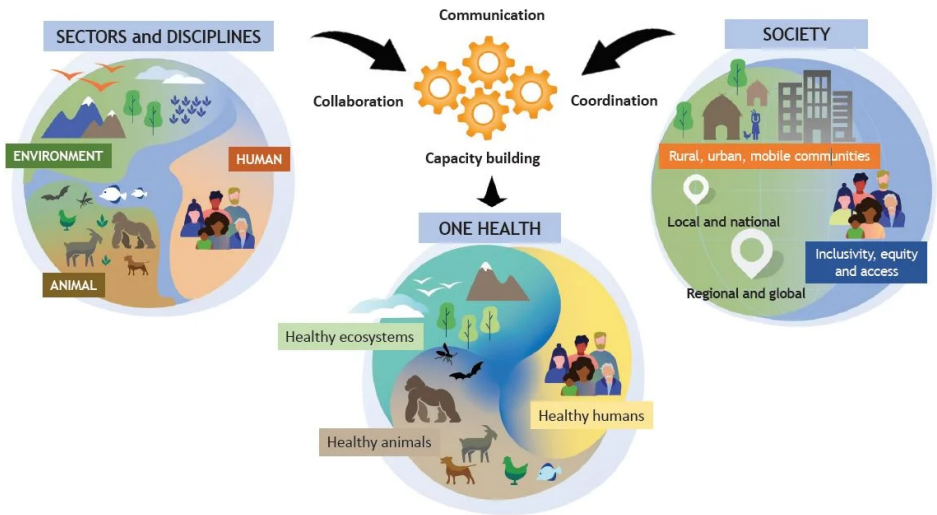 Communication
SECTORS and DISCIPLINES
SOCIETY
Collaboration
Coordination
ENVIRONMENT
HUMAN
Capacity building
Rural, urban, mobile communities
Local and national
ONE HEALTH
Inclusivity, equity
and access
ANIMAL
Regional and global
Healthy ecosystems
Healthy humans
Healthy animals